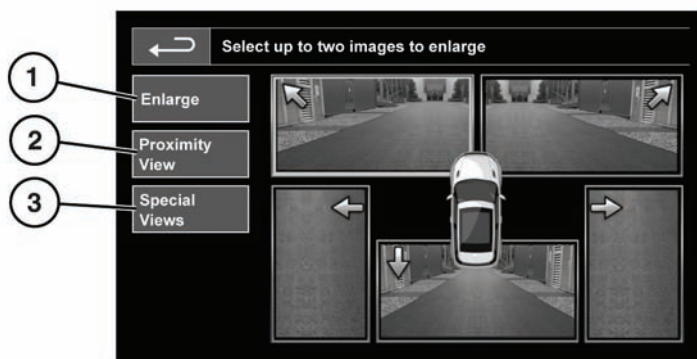 Select up to two images to enlarge
1
Enlarge
2
Proximity
View
3
Special
Views